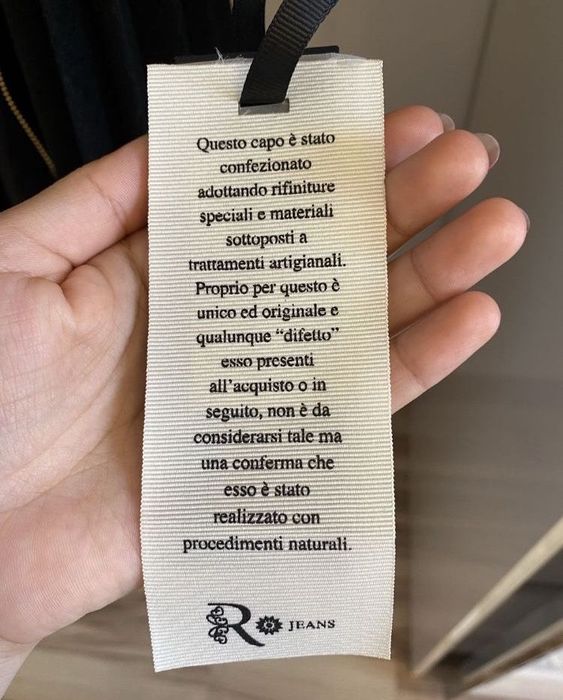 Questo capo è stato
confezionato
adottando rifiniture
speciali e materiali
sottoposti a
trattamenti artigianali.
Proprio per questo è
unico ed originale e
qualunque “difetto”
esso presenti
all'acquisto o in
seguito, non è da
considerarsi tale ma
una conferma che
esso è stato
realizzato con
procedimenti naturali.
R JEANS